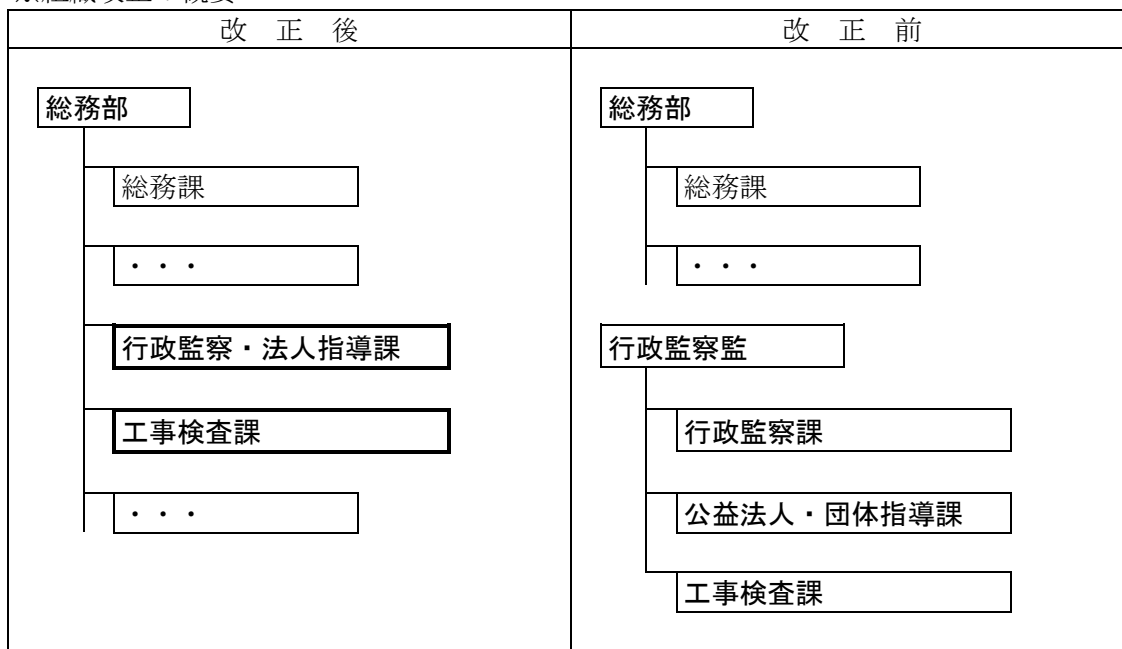 改 正 後
総務部
総務課
・・・
行政監察・法人指導課
工事検査課
・・・
改 正 前
総務部
総務課
・・・
行政監察監
行政監察課
公益法人・団体指導課
工事検査課